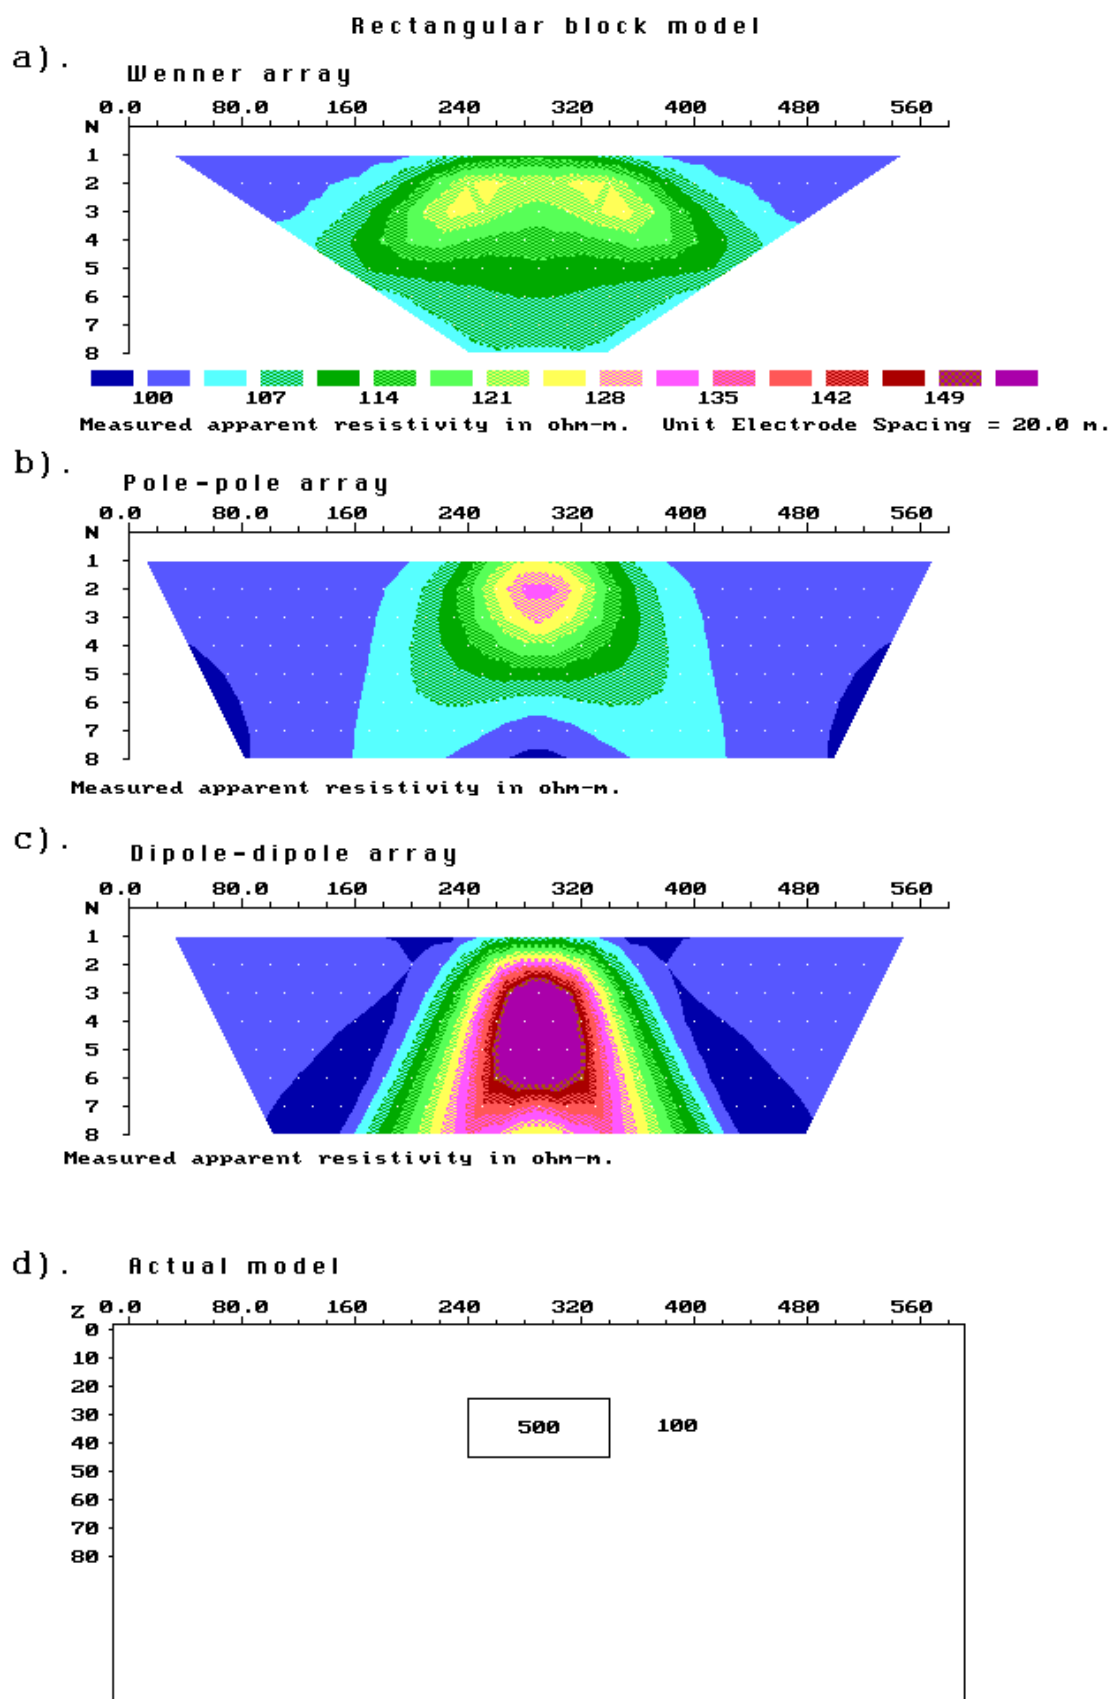 Rectangular block model
a).
Wenner array
0.0 80.0 160 240 320 400 480 560
N
1
2
3
4
5
6
7
8
100 107 114 121 128 135 142 149
Measured apparent resistivity in ohm-m. Unit Electrode Spacing = 20.0 m.
b).
Pole-pole array
0.0 80.0 160 240 320 400 480 560
N
1
2
3
4
5
6
7
8
Measured apparent resistivity in ohm-m.
c).
Dipole-dipole array
0.0 80.0 160 240 320 400 480 560
N
1
2
3
4
5
6
7
8
Measured apparent resistivity in ohm-m.
d).
Actual model
Z 0.0 80.0 160 240 320 400 480 560
0
10
20
30
500 100
40
50
60
70
80